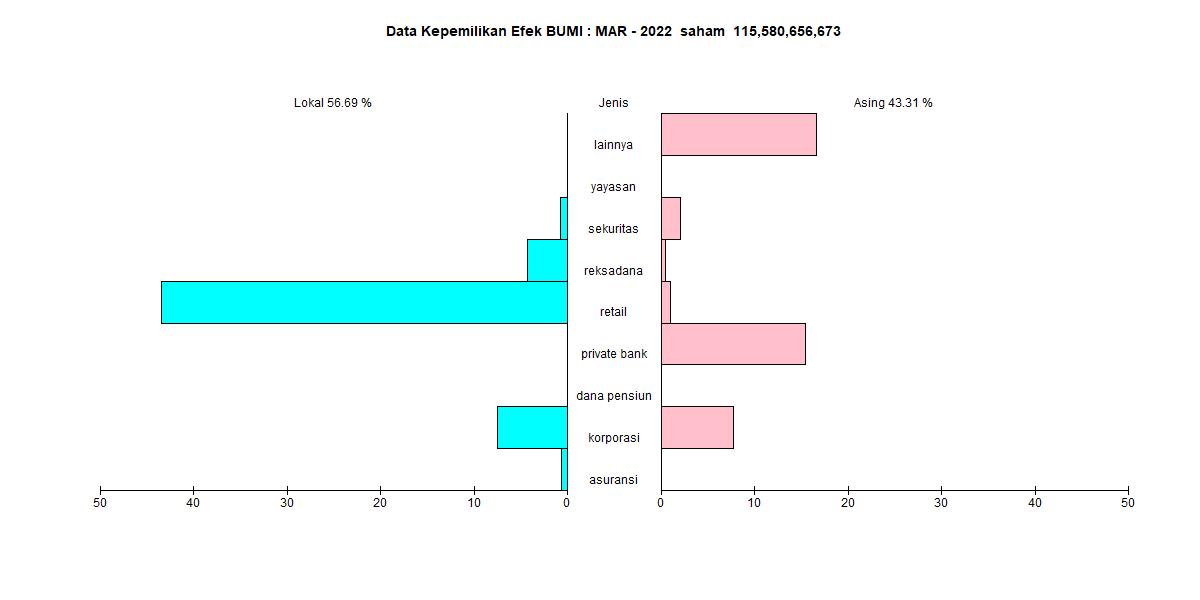 Data Kepemilikan Efek BUMI : MAR - 2022 saham 115,580,656,673
Lokal 56.69 %
Jenis
Asing 43.31 %
lainnya
yayasan
sekuritas
reksadana
retail
private bank
dana pensiun
korporasi
asuransi
50 40 30 20 10 0
0 10 20 30 40 50